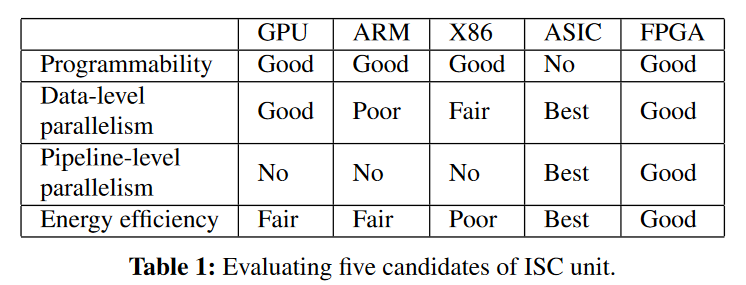 GPU ARM X86 ASIC FPGA
Programmability Good Good Good No Good
Data-level
parallelism Good Poor Fair Best Good
Pipeline-level
parallelism No No No Best Good
Energy efficiency Fair Fair Poor Best Good
Table 1: Evaluating five candidates of ISC unit.